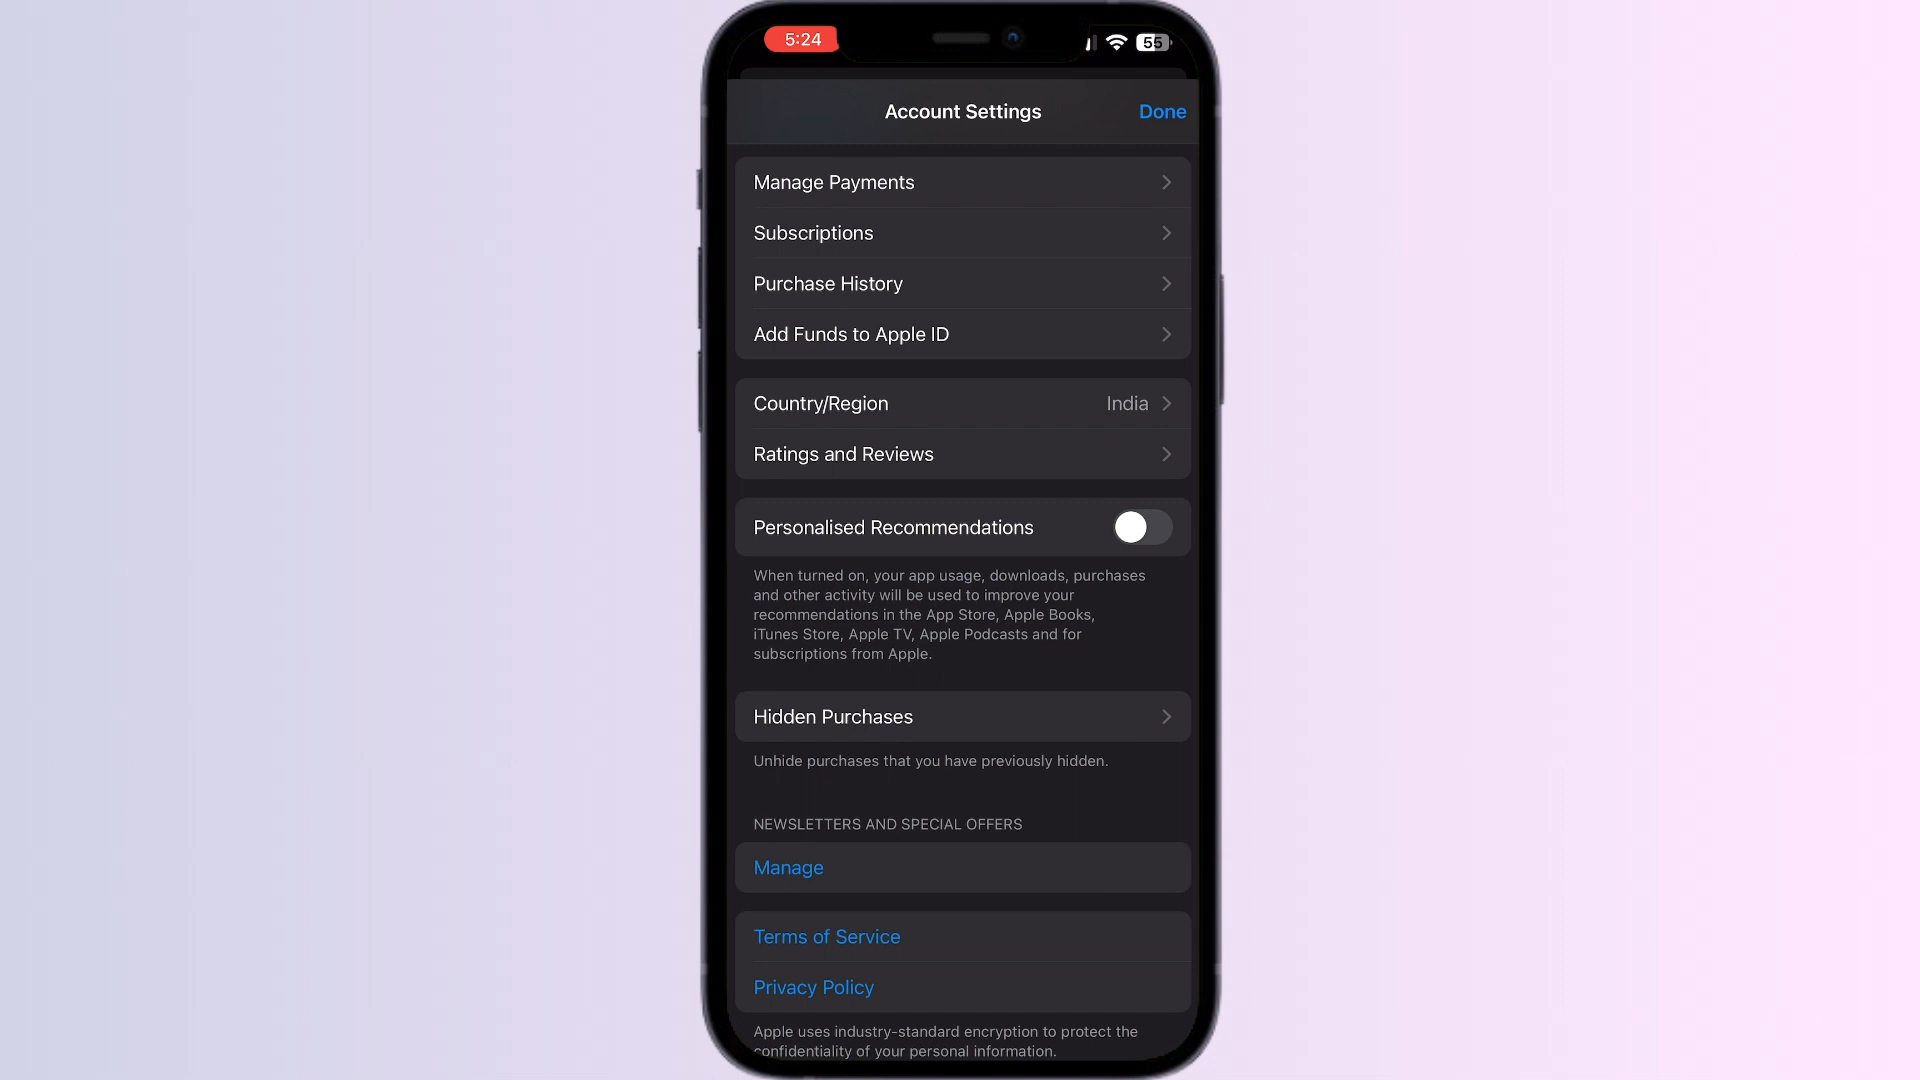 5:24
55
Account Settings
Done
Manage Payments
Subscriptions
Purchase History
Add Funds to Apple ID
Country/Region
India
Ratings and Reviews
Personalised Recommendations
When turned on, your app usage, downloads, purchases
and other activity will be used to improve your
recommendations in the App Store, Apple Books,
iTunes Store, Apple TV, Apple Podcasts and for
subscriptions from Apple.
Hidden Purchases
Unhide purchases that you have previously hidden.
NEWSLETTERS AND SPECIAL OFFERS
Manage
Terms of Service
Privacy Policy
Apple uses industry-standard encryption to protect the
confidentiality of your personal information.